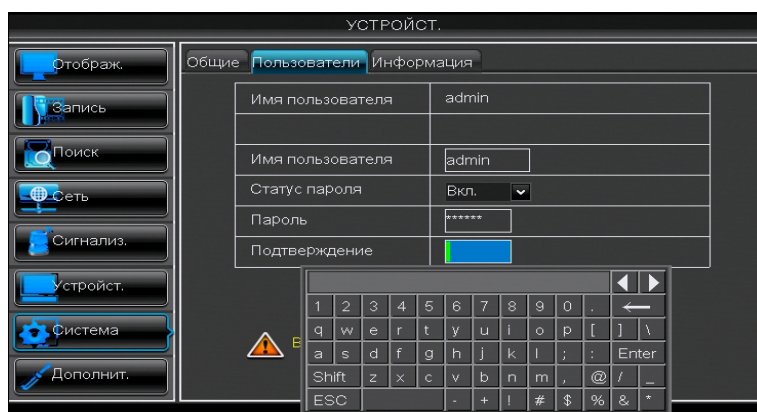 УСТРОЙСТ.
Отображ.
Запись
Поиск
Сеть
Сигнализ.
Устройст.
Система
Дополнит.
Общие Пользователи Информация
Имя пользователя admin
Имя пользователя admin
Статус пароля Вкл.
Пароль ******
Подтверждение
В
1 2 3 4 5 6 7 8 9 0 . ←
q w e r t y u i o p [ ] \
a s d f g h j k l ; : Enter
Shift z x c v b n m , @ / _
ESC - + ! # $ % & *